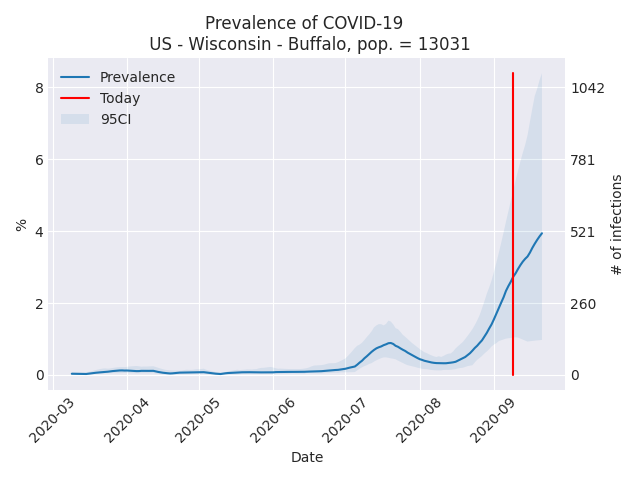 Prevalence of COVID-19
US - Wisconsin - Buffalo, pop. = 13031
Prevalence
Today
95CI
8
6
4
2
0
%
1042
781
521
260
0
# of infections
2020-03
2020-04
2020-05
2020-06
2020-07
2020-08
2020-09
Date